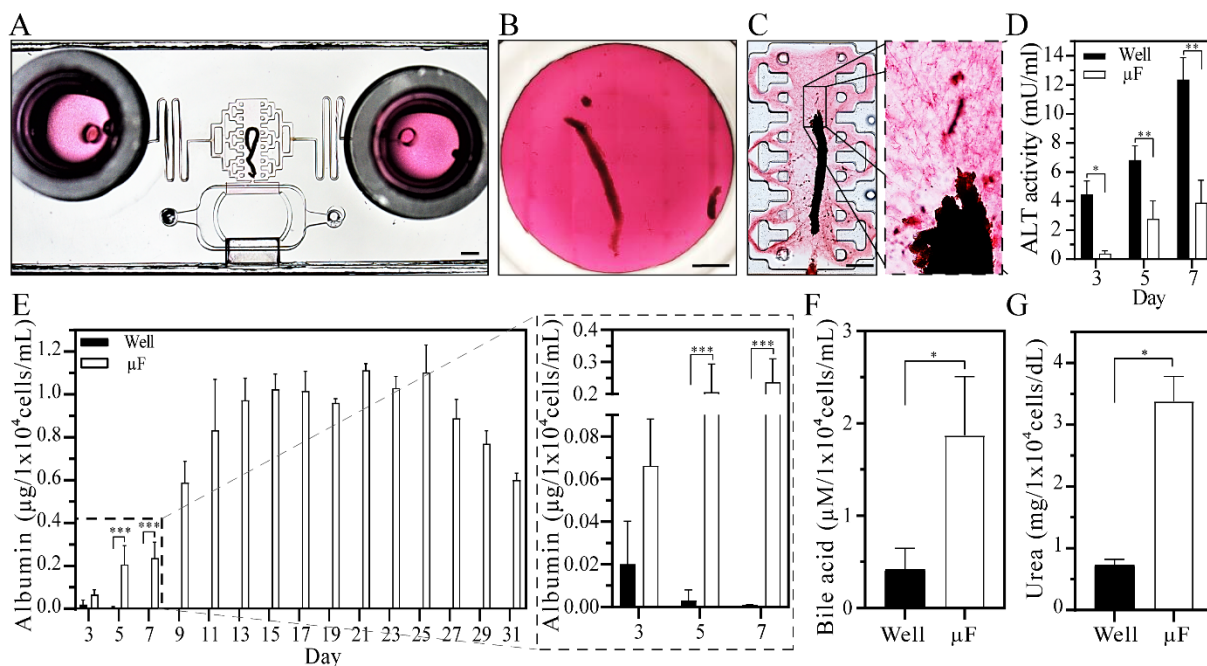 A
B
C
D
ALT activity (mU/ml)
14
12
10
8
6
4
2
0
Well
µF
*
**
**
3
5
7
Day
E
Albumin (µg/1x10⁴cells/mL)
1.2
1.0
0.8
0.6
0.4
0.2
0.0
Well
µF
***
***
3 5 7 9 11 13 15 17 19 21 23 25 27 29 31
Day
Albumin (µg/1x10⁴cells/mL)
0.4
0.3
0.2
0.08
0.06
0.04
0.02
0.00
***
***
3 5 7
F
Bile acid (µM/1x10⁴cells/mL)
3
2
1
0
*
Well µF
G
Urea (mg/1x10⁴cells/dL)
4
3
2
1
0
*
Well µF